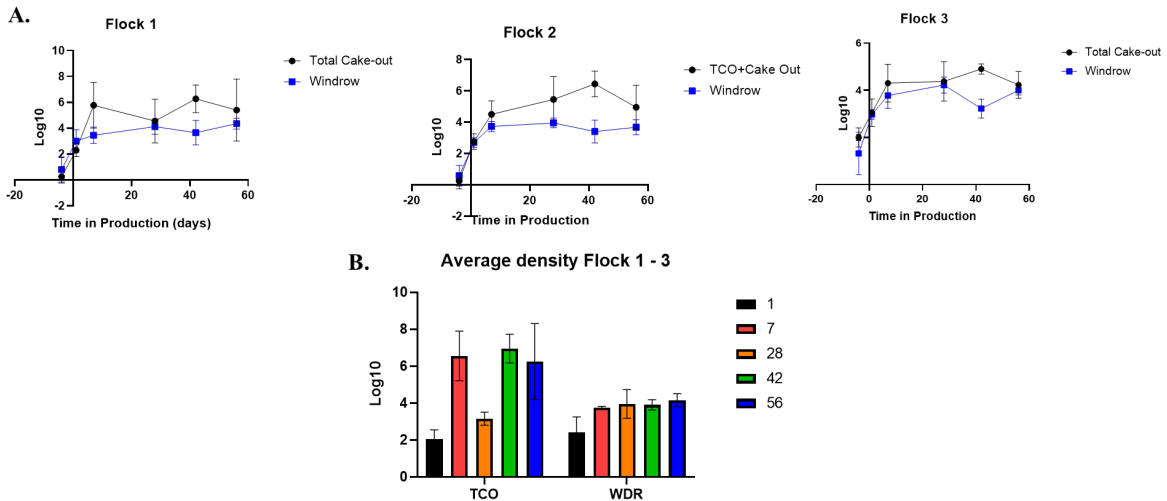 A.
Flock 1
10
8
6
4
2
-2
Log10
-20
0
20
40
60
Time in Production (days)
Total Cake-out
Windrow
Flock 2
8
6
4
2
-2
Log10
-20
0
20
40
60
Time in Production
TCO+Cake Out
Windrow
Flock 3
6
4
2
Log10
-20
0
20
40
60
Time in Production
Total Cake-out
Windrow
B.
Average density Flock 1 - 3
10
8
6
4
2
0
Log10
TCO
WDR
1
7
28
42
56